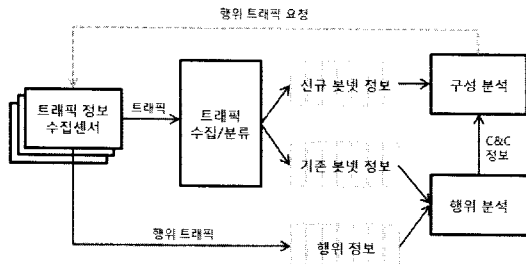 행위 트래픽 요청
트래픽 정보
수집센서
트래픽
트래픽
수집/분류
신규 봇넷 정보
구성 분석
기존 봇넷 정보
C&C
정보
행위 분석
행위 트래픽
행위 정보